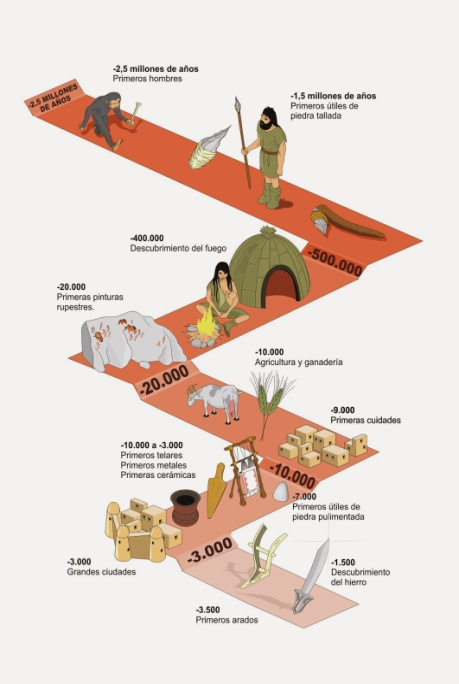 -2,5 millones de años
Primeros hombres
-2,5 MILLONES
DE AÑOS
-1,5 millones de años
Primeros útiles de
piedra tallada
-400.000
Descubrimiento del fuego
-500.000
-20.000
Primeras pinturas
rupestres.
-10.000
Agricultura y ganadería
-20.000
-9.000
Primeras cuidades
-10.000 a -3.000
Primeros telares
Primeros metales
Primeras cerámicas
-10.000
-7.000
Primeros útiles de
piedra pulimentada
-3.000
-3.000
Grandes ciudades
-1.500
Descubrimiento
del hierro
-3.500
Primeros arados